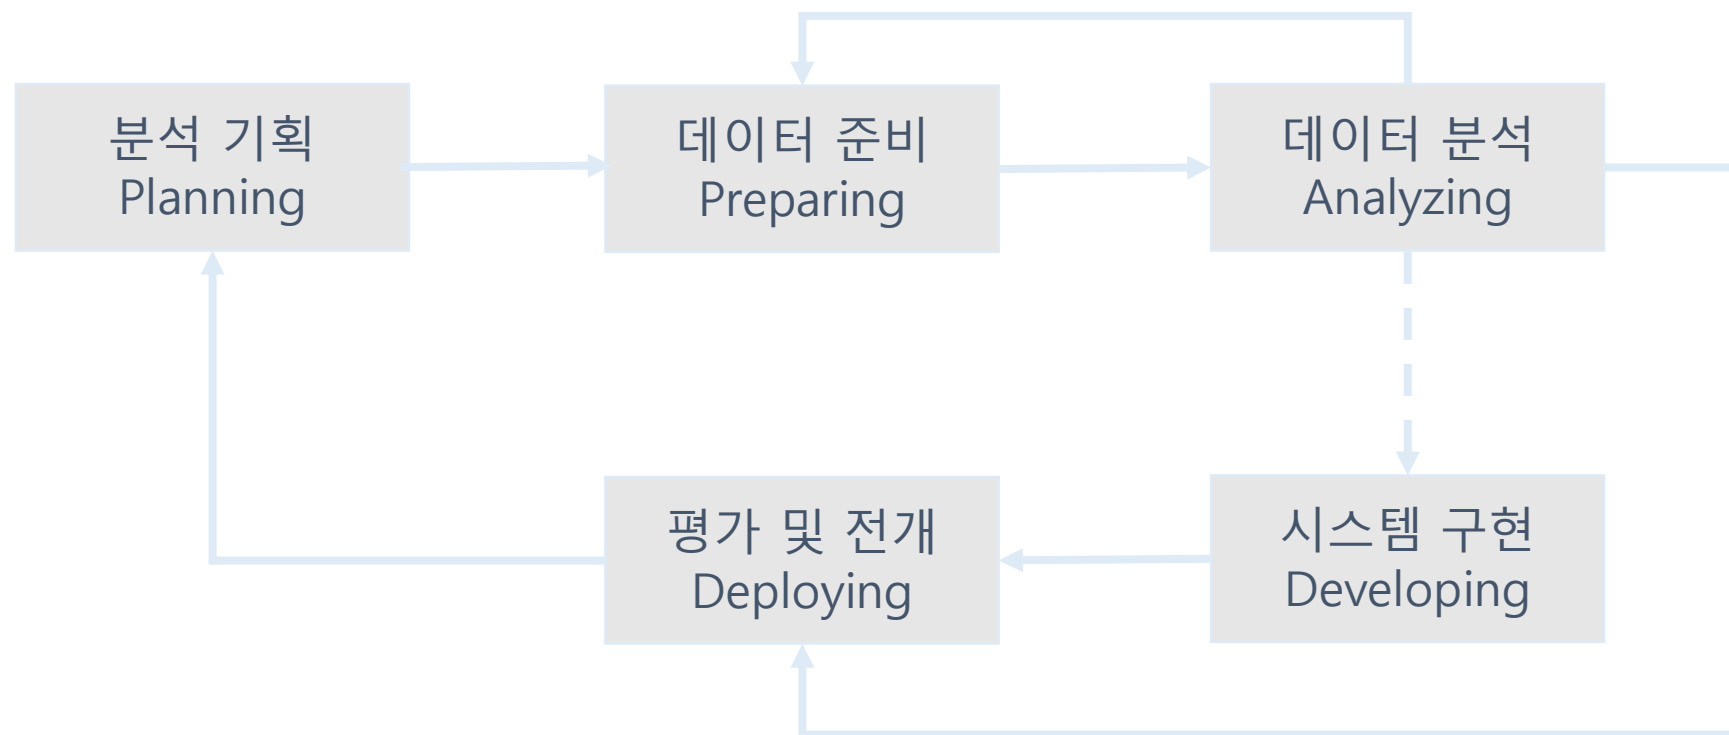 분석 기획
Planning
데이터 준비
Preparing
데이터 분석
Analyzing
평가 및 전개
Deploying
시스템 구현
Developing